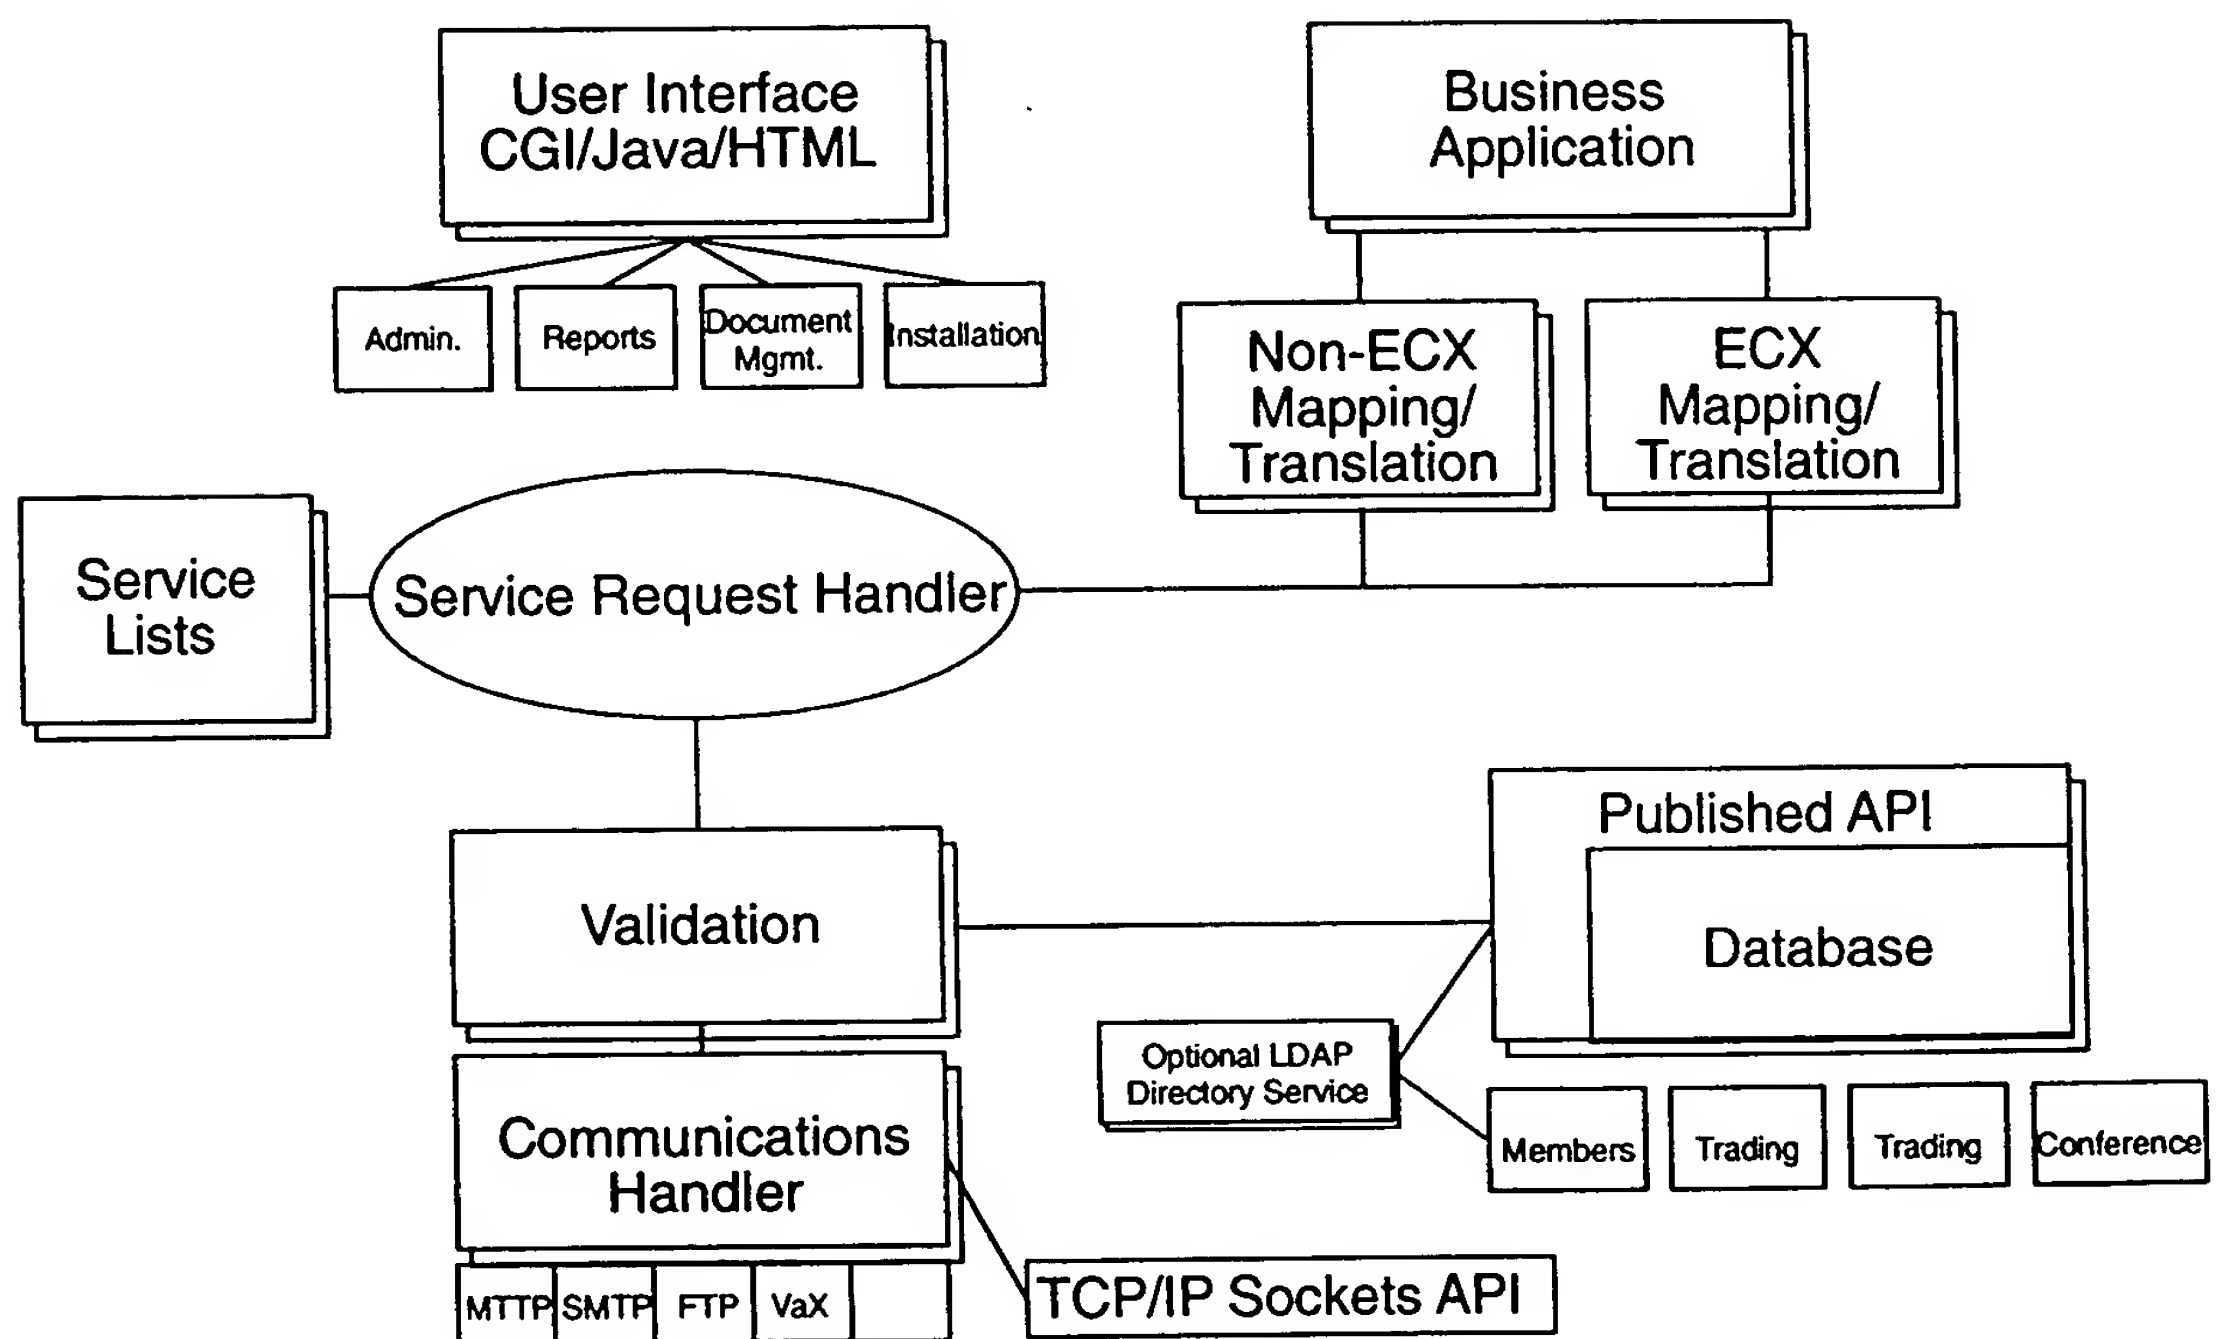 User Interface
CGI/Java/HTML
Business
Application
Admin.
Reports
Document
Mgmt.
Installation
Non-ECX
Mapping/
Translation
ECX
Mapping/
Translation
Service
Lists
Service Request Handler
Published API
Database
Validation
Optional LDAP
Directory Service
Members
Trading
Trading
Conference
Communications
Handler
MTTP
SMTP
FTP
VaX
TCP/IP Sockets API